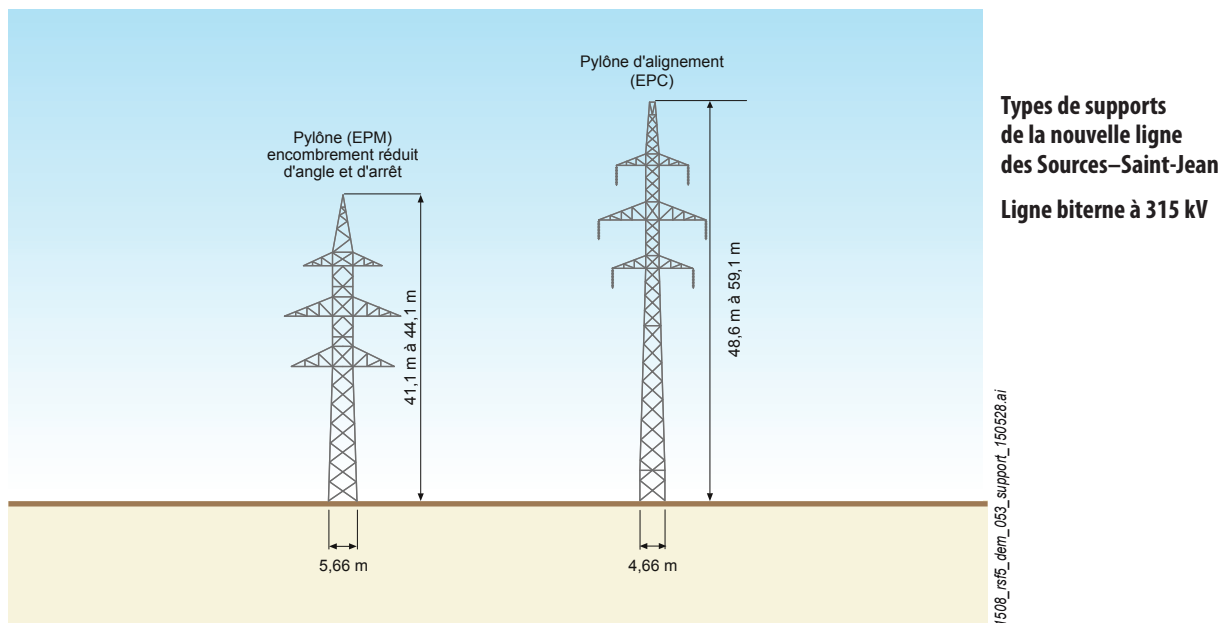 Pylône d'alignement
(EPC)
Pylône (EPM)
encombrement réduit
d'angle et d'arrêt
41,1 m à 44,1 m
48,6 m à 59,1 m
5,66 m
4,66 m
Types de supports
de la nouvelle ligne
des Sources–Saint-Jean
Ligne biterne à 315 kV
1508_rsf5_dem_053_support_150528.ai